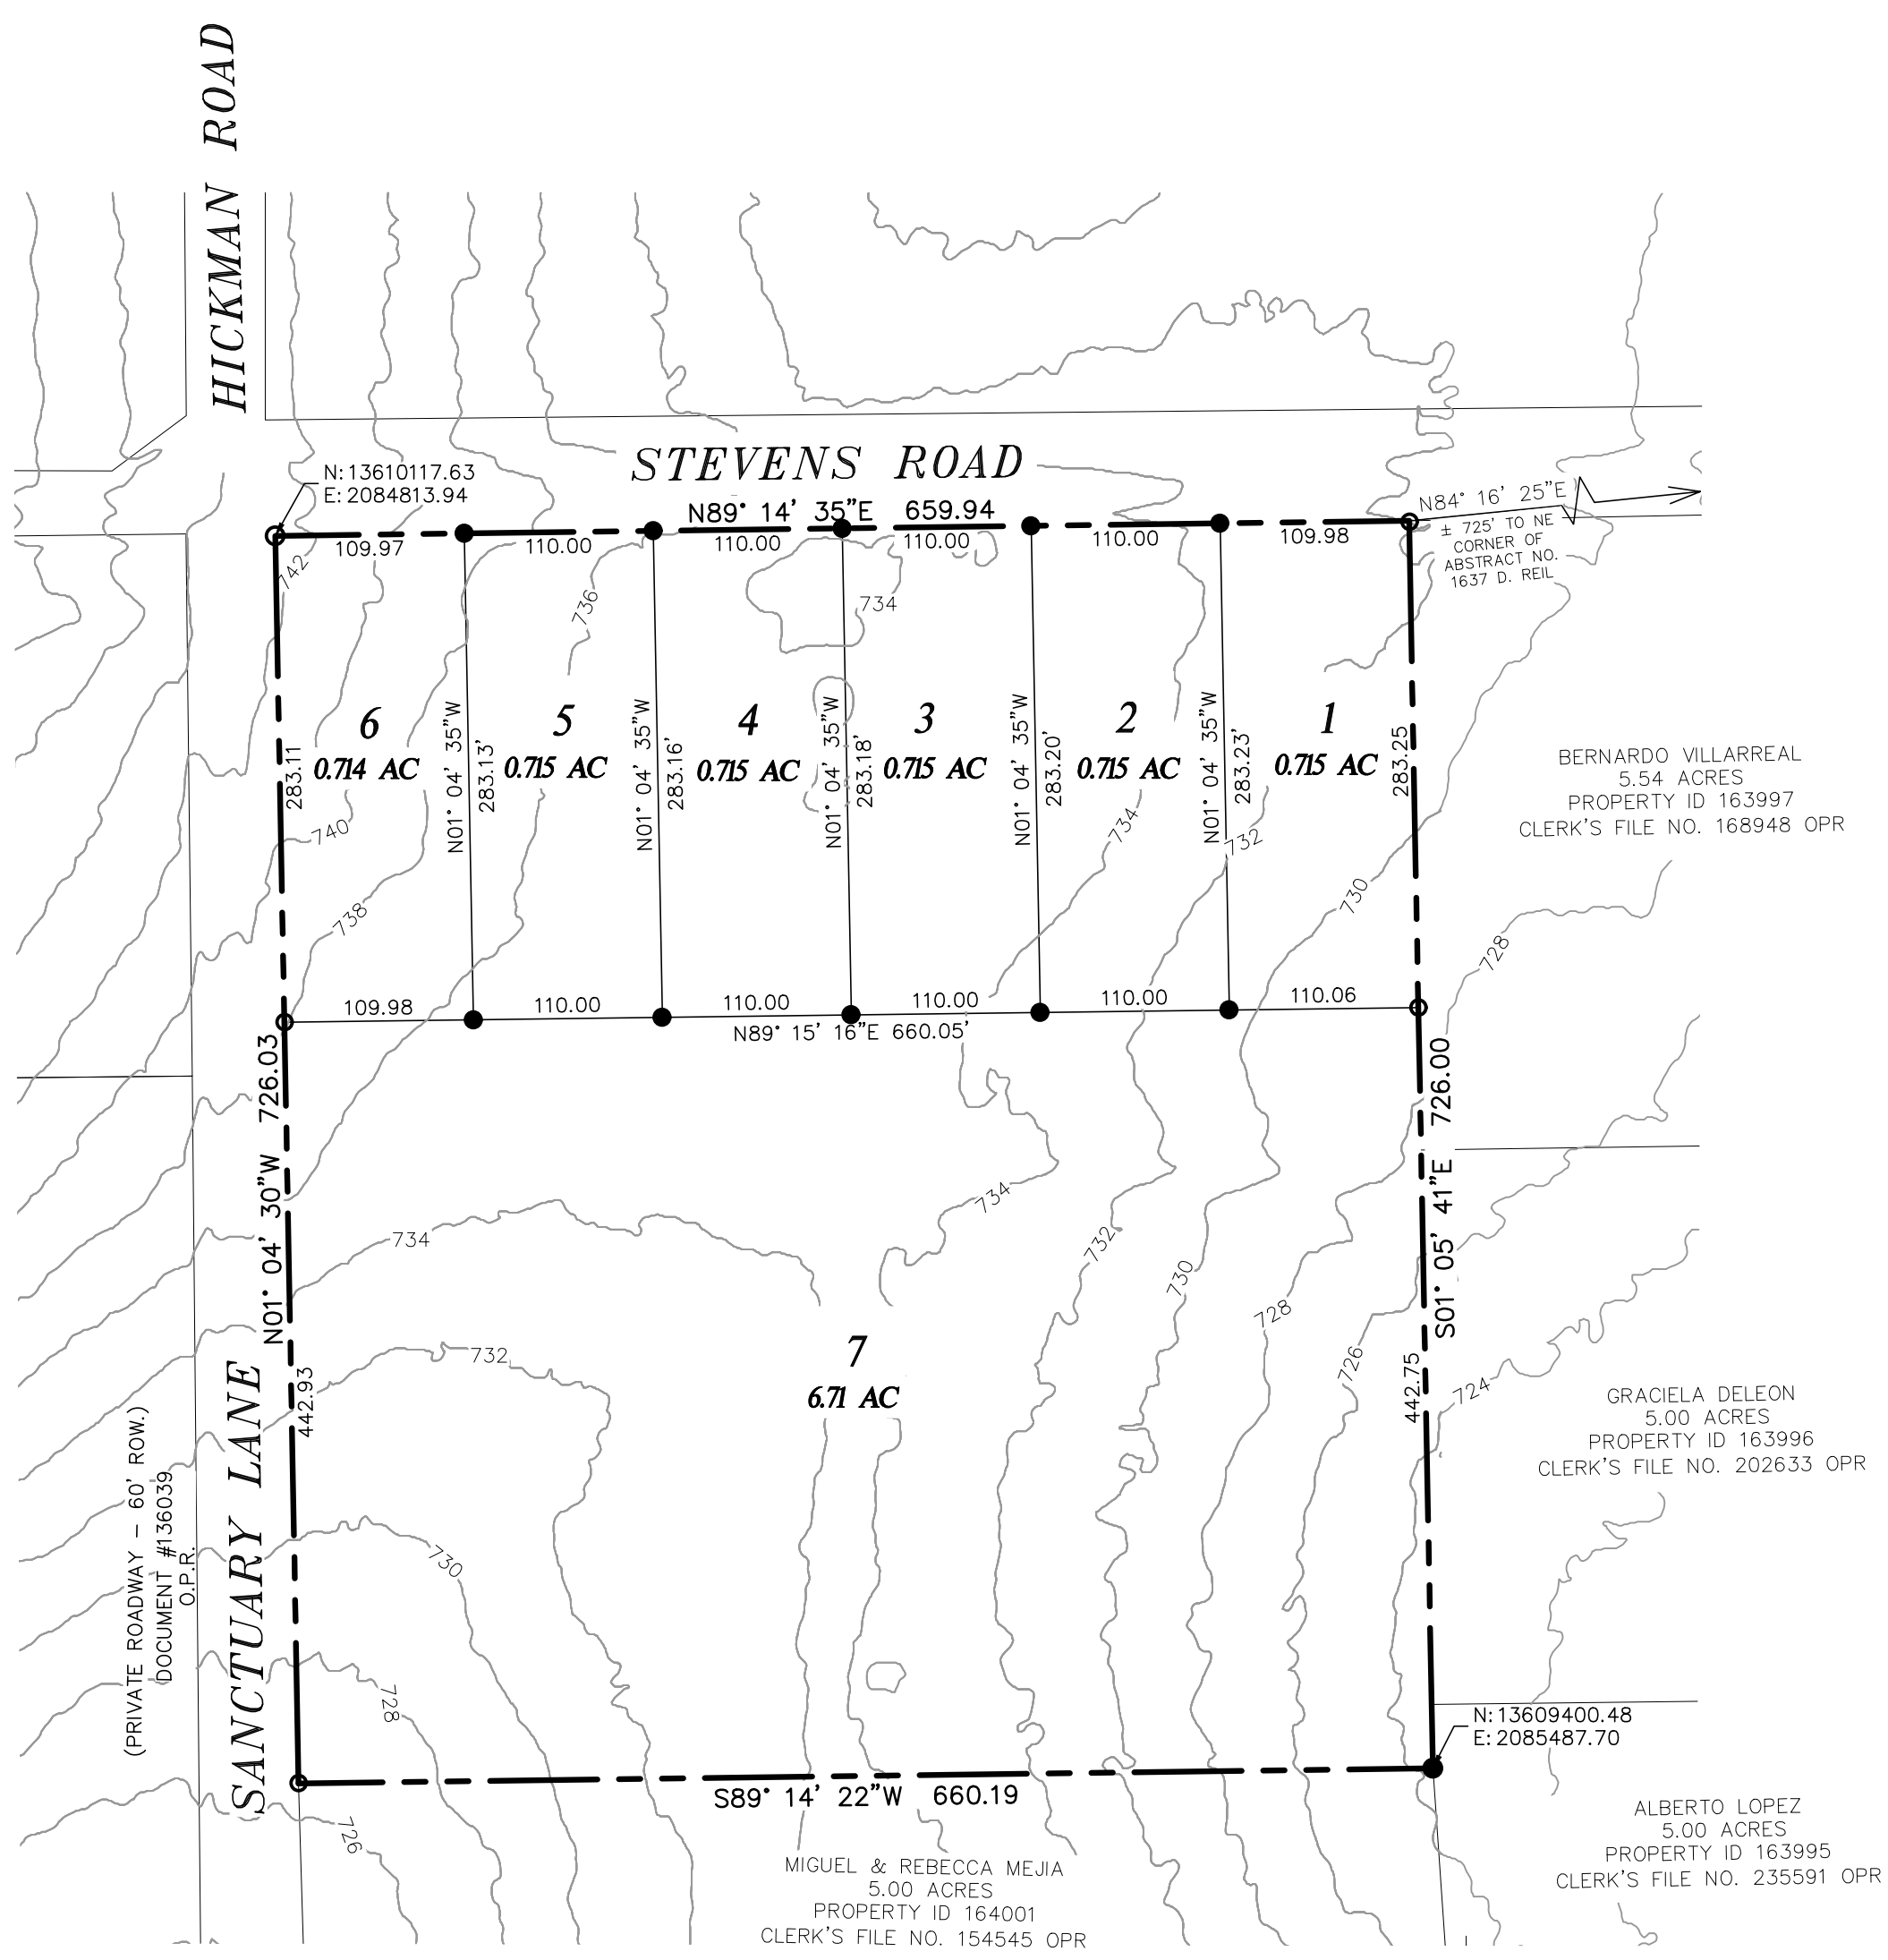 HICKMAN ROAD
STEVENS ROAD
N: 13610117.63
E: 2084813.94
N89° 14' 35"E 659.94
N84° 16' 25"E
± 725' TO NE
CORNER OF
ABSTRACT NO.
1637 D. REIL
109.97
110.00
110.00
110.00
110.00
109.98
742
736
734
6
0.714 AC
5
0.715 AC
4
0.715 AC
3
0.715 AC
2
0.715 AC
1
0.715 AC
283.11
N01° 04' 35"W
283.13'
N01° 04' 35"W
283.16'
N01° 04' 35"W
283.18'
N01° 04' 35"W
283.20'
N01° 04' 35"W
283.23'
283.25
BERNARDO VILLARREAL
5.54 ACRES
PROPERTY ID 163997
CLERK'S FILE NO. 168948 OPR
740
738
734
732
730
728
109.98
110.00
110.00
110.00
110.00
110.06
N89° 15' 16"E 660.05'
N01° 04' 30"W 726.03
S01° 05' 41"E 726.00
734
734
732
730
728
726
724
732
730
728
726
7
6.71 AC
442.93
442.75
SANCTUARY LANE
(PRIVATE ROADWAY - 60' ROW.)
DOCUMENT #136039
O.P.R.
GRACIELA DELEON
5.00 ACRES
PROPERTY ID 163996
CLERK'S FILE NO. 202633 OPR
N: 13609400.48
E: 2085487.70
S89° 14' 22"W 660.19
ALBERTO LOPEZ
5.00 ACRES
PROPERTY ID 163995
CLERK'S FILE NO. 235591 OPR
MIGUEL & REBECCA MEJIA
5.00 ACRES
PROPERTY ID 164001
CLERK'S FILE NO. 154545 OPR